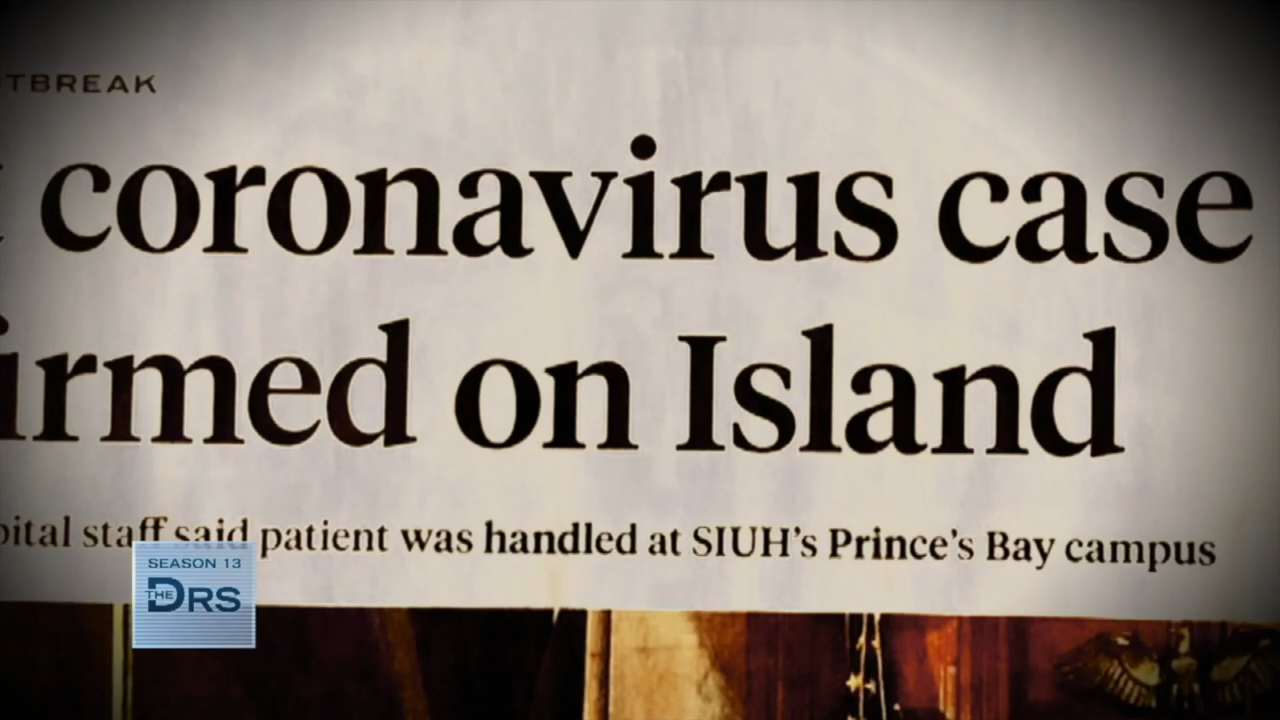 TBREAK
coronavirus case
irmed on Island
pital staff said patient was handled at SIUH's Prince's Bay campus
SEASON 13
THE DRS